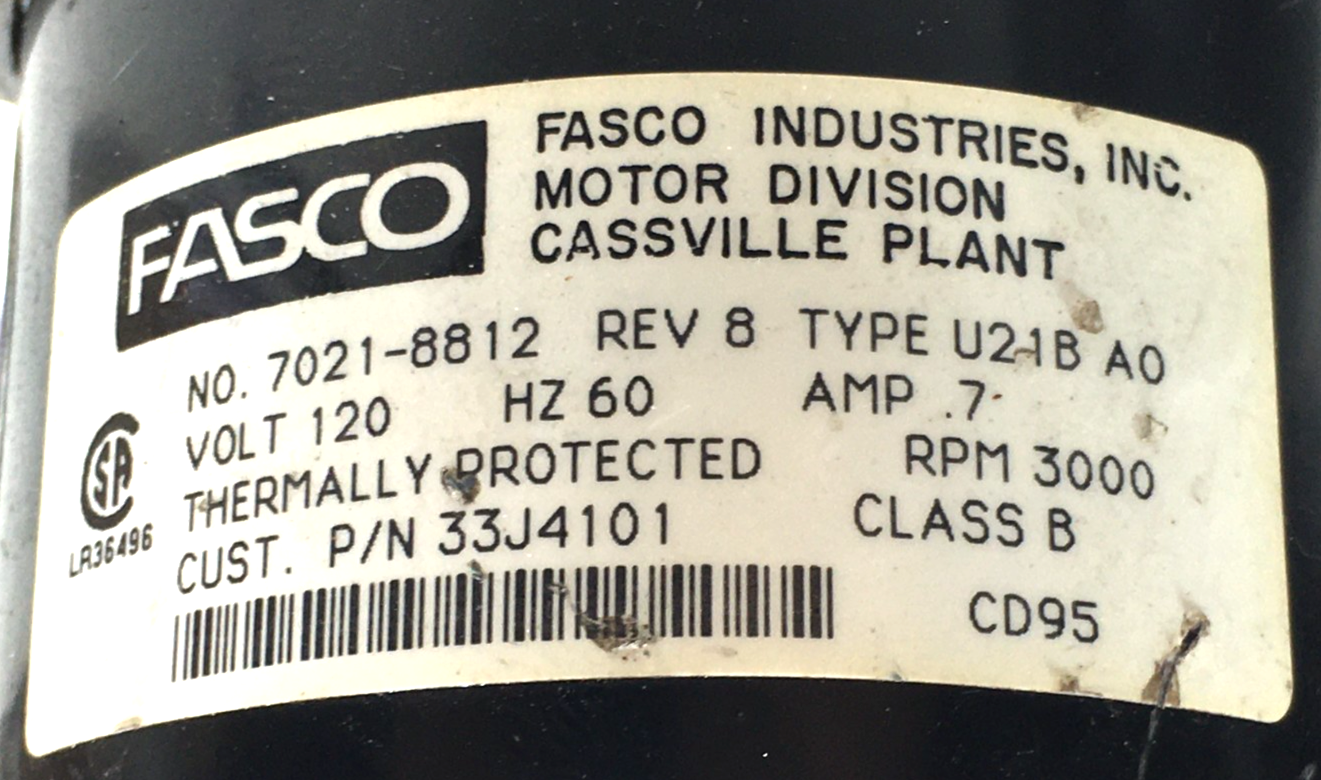 FASCO
FASCO INDUSTRIES, INC.
MOTOR DIVISION
CASSVILLE PLANT
NO. 7021-8812 REV 8 TYPE U21B A0
VOLT 120 HZ 60 AMP .7
THERMALLY PROTECTED RPM 3000
CUST. P/N 33J4101 CLASS B
SA
LR36496
CD95